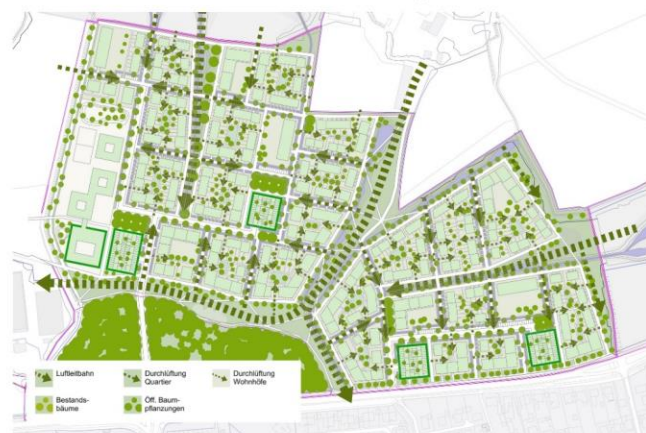 Luftleitbahn
Durchlüftung
Quartier
Durchlüftung
Wohnhöfe
Bestands-
bäume
Öff. Baum-
pflanzungen